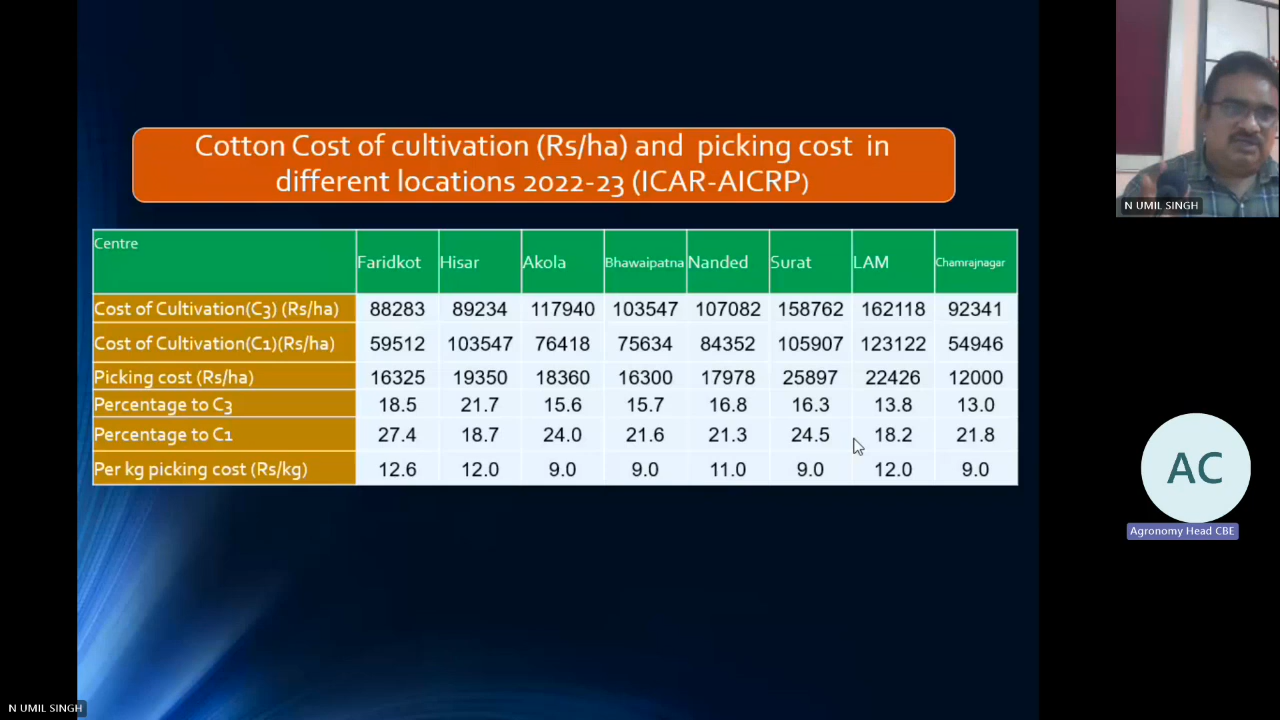 Cotton Cost of cultivation (Rs/ha) and picking cost in
different locations 2022-23 (ICAR-AICRP)
Centre Faridkot Hisar Akola Bhawaipatna Nanded Surat LAM Chamrajnagar
Cost of Cultivation(C3) (Rs/ha) 88283 89234 117940 103547 107082 158762 162118 92341
Cost of Cultivation(C1)(Rs/ha) 59512 103547 76418 75634 84352 105907 123122 54946
Picking cost (Rs/ha) 16325 19350 18360 16300 17978 25897 22426 12000
Percentage to C3 18.5 21.7 15.6 15.7 16.8 16.3 13.8 13.0
Percentage to C1 27.4 18.7 24.0 21.6 21.3 24.5 18.2 21.8
Per kg picking cost (Rs/kg) 12.6 12.0 9.0 9.0 11.0 9.0 12.0 9.0
N UMIL SINGH
AC
Agronomy Head CBE
N UMIL SINGH